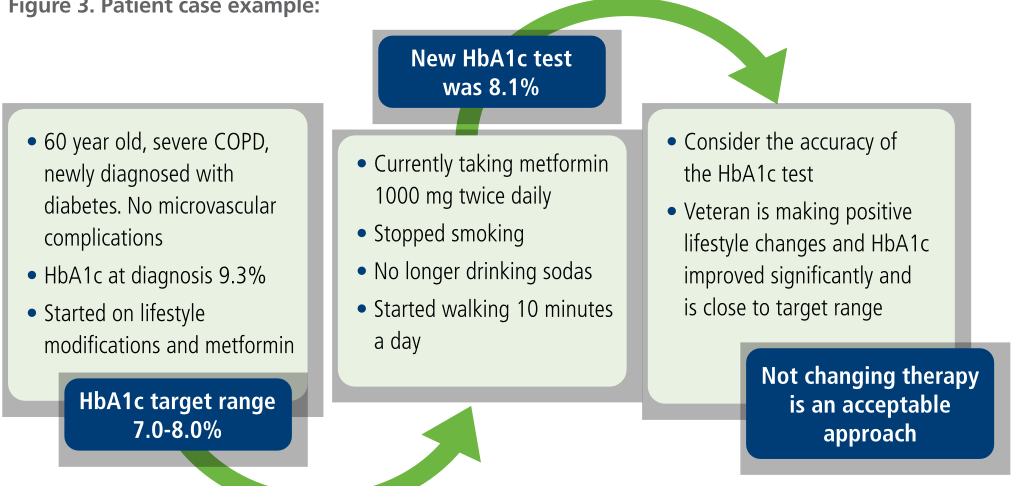 Figure 3. Patient case example:
• 60 year old, severe COPD,
newly diagnosed with
diabetes. No microvascular
complications
• HbA1c at diagnosis 9.3%
• Started on lifestyle
modifications and metformin
HbA1c target range
7.0-8.0%
New HbA1c test
was 8.1%
• Currently taking metformin
1000 mg twice daily
• Stopped smoking
• No longer drinking sodas
• Started walking 10 minutes
a day
• Consider the accuracy of
the HbA1c test
• Veteran is making positive
lifestyle changes and HbA1c
improved significantly and
is close to target range
Not changing therapy
is an acceptable
approach